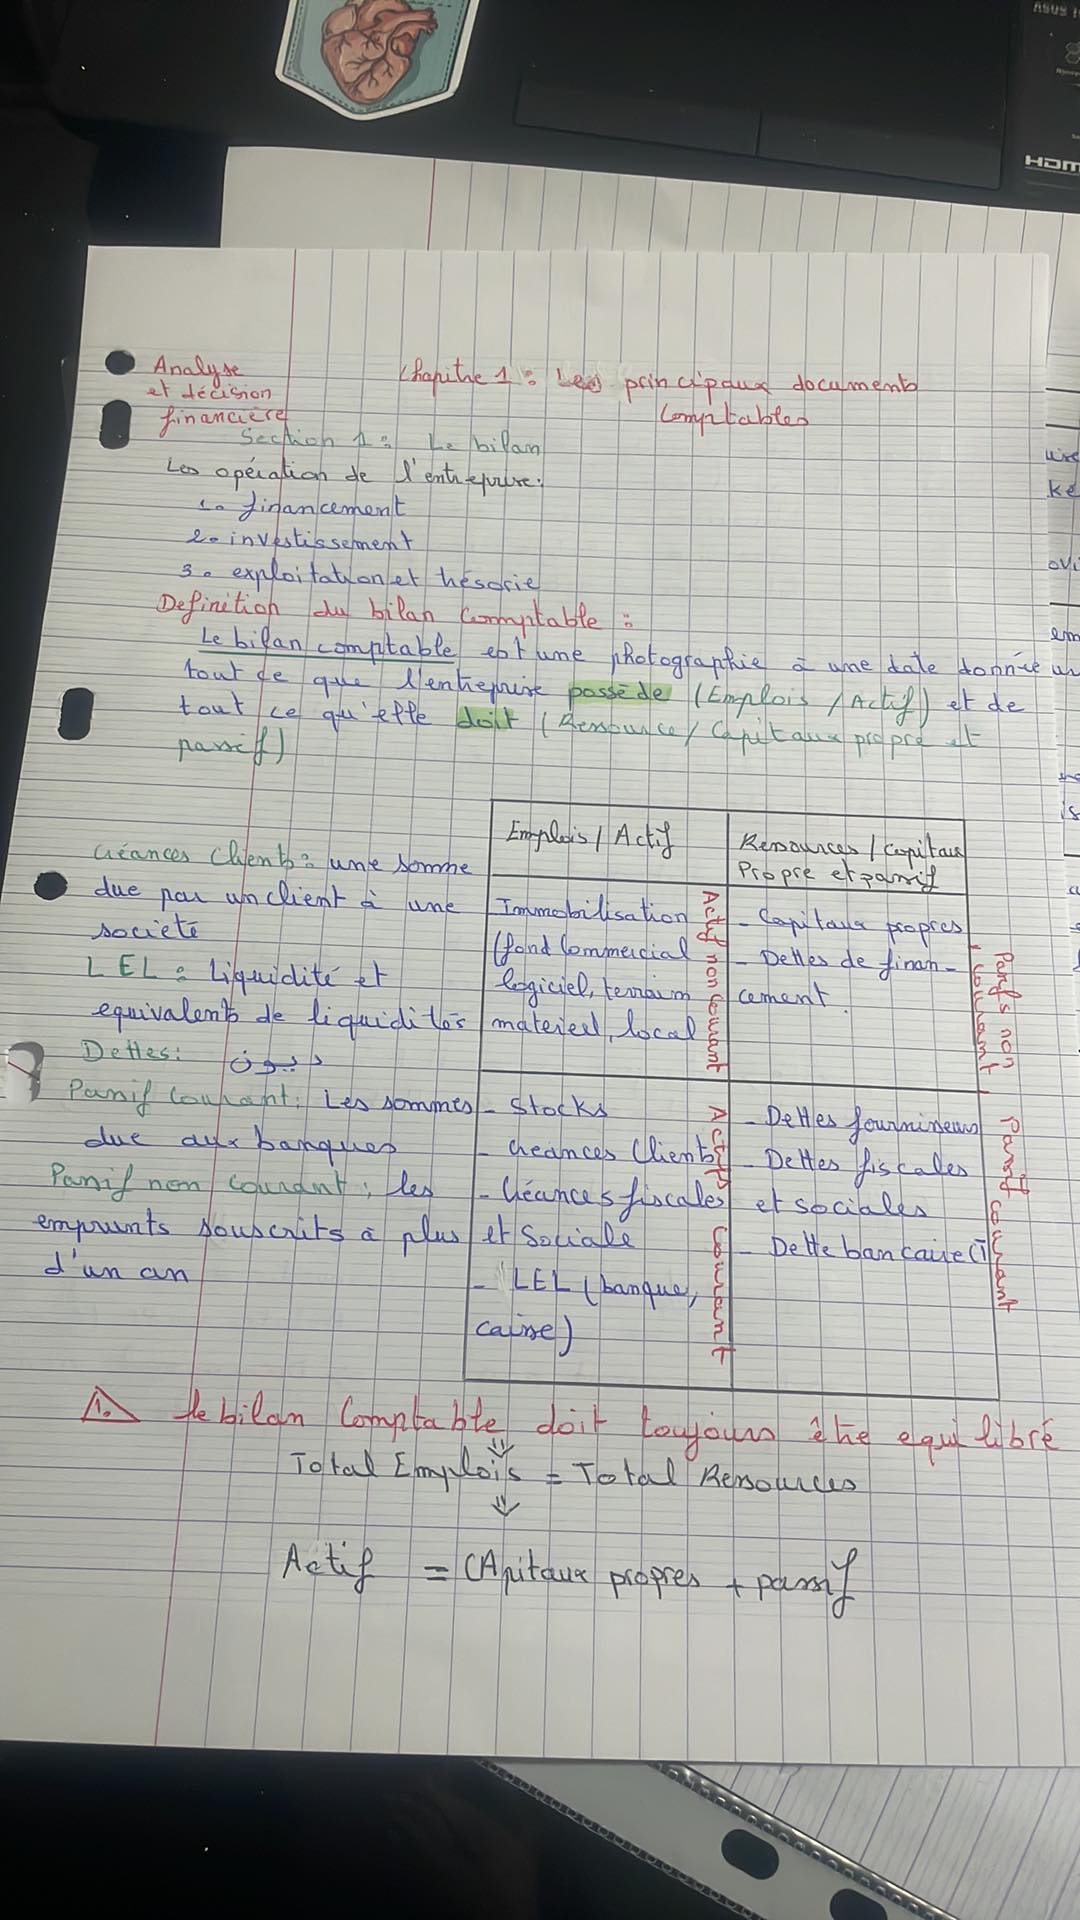 ASUS
HDMI
Analyse
et décision
financière
Chapitre 1 : Les principaux documents
Comptables
Section 1 : Le bilan
Les opération de l'entreprise:
1. financement
2. investissement
3. exploitation et trésorie
Definition du bilan Comptable :
Le bilan comptable est une photographie à une date donnée
tout de que l'entreprise possède (Emplois / Actif) et de
tout ce qu'elle doit (Ressource / Capitaux propre et
passif)
Créances Clients : une somme
due par un client à une
societé
LEL : Liquidité et
equivalents de liquidités
Dettes : ديون
Passif Courant : Les sommes
due aux banques
Passif non courant : les
emprunts souscrits à plus
d'un an
Emplois / Actif
Ressources / Capitaux
Propre et passif
Immobilisation
(fond Commercial
logiciel, terrain
materiel, local
Actif non Courant
- Capitaux propres
- Dettes de finan-
cement
Passifs non
Courant
- Stocks
- Créances Clients
- Créances fiscales
et Sociale
- LEL (banque,
caisse)
Actifs Courant
- Dettes fournisseurs
- Dettes fiscales
et sociales
- Dette bancaire
Passif Courant
le bilan Comptable doit toujours être equilibré
Total Emplois = Total Ressources
Actif = CApitaux propres + passif